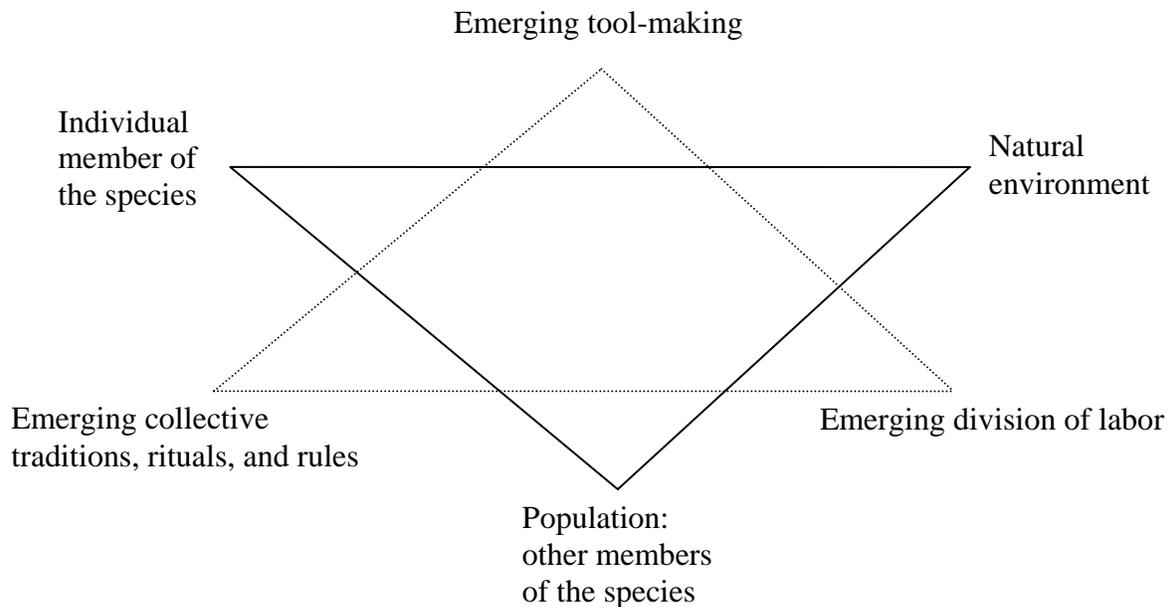 Emerging tool-making
Individual
member of
the species
Natural
environment
Emerging collective
traditions, rituals, and rules
Emerging division of labor
Population:
other members
of the species